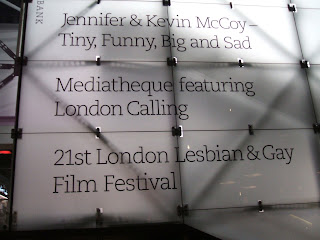 BANK
Jennifer & Kevin McCoy –
Tiny, Funny, Big and Sad
Mediatheque featuring
London Calling
21st London Lesbian & Gay
Film Festival